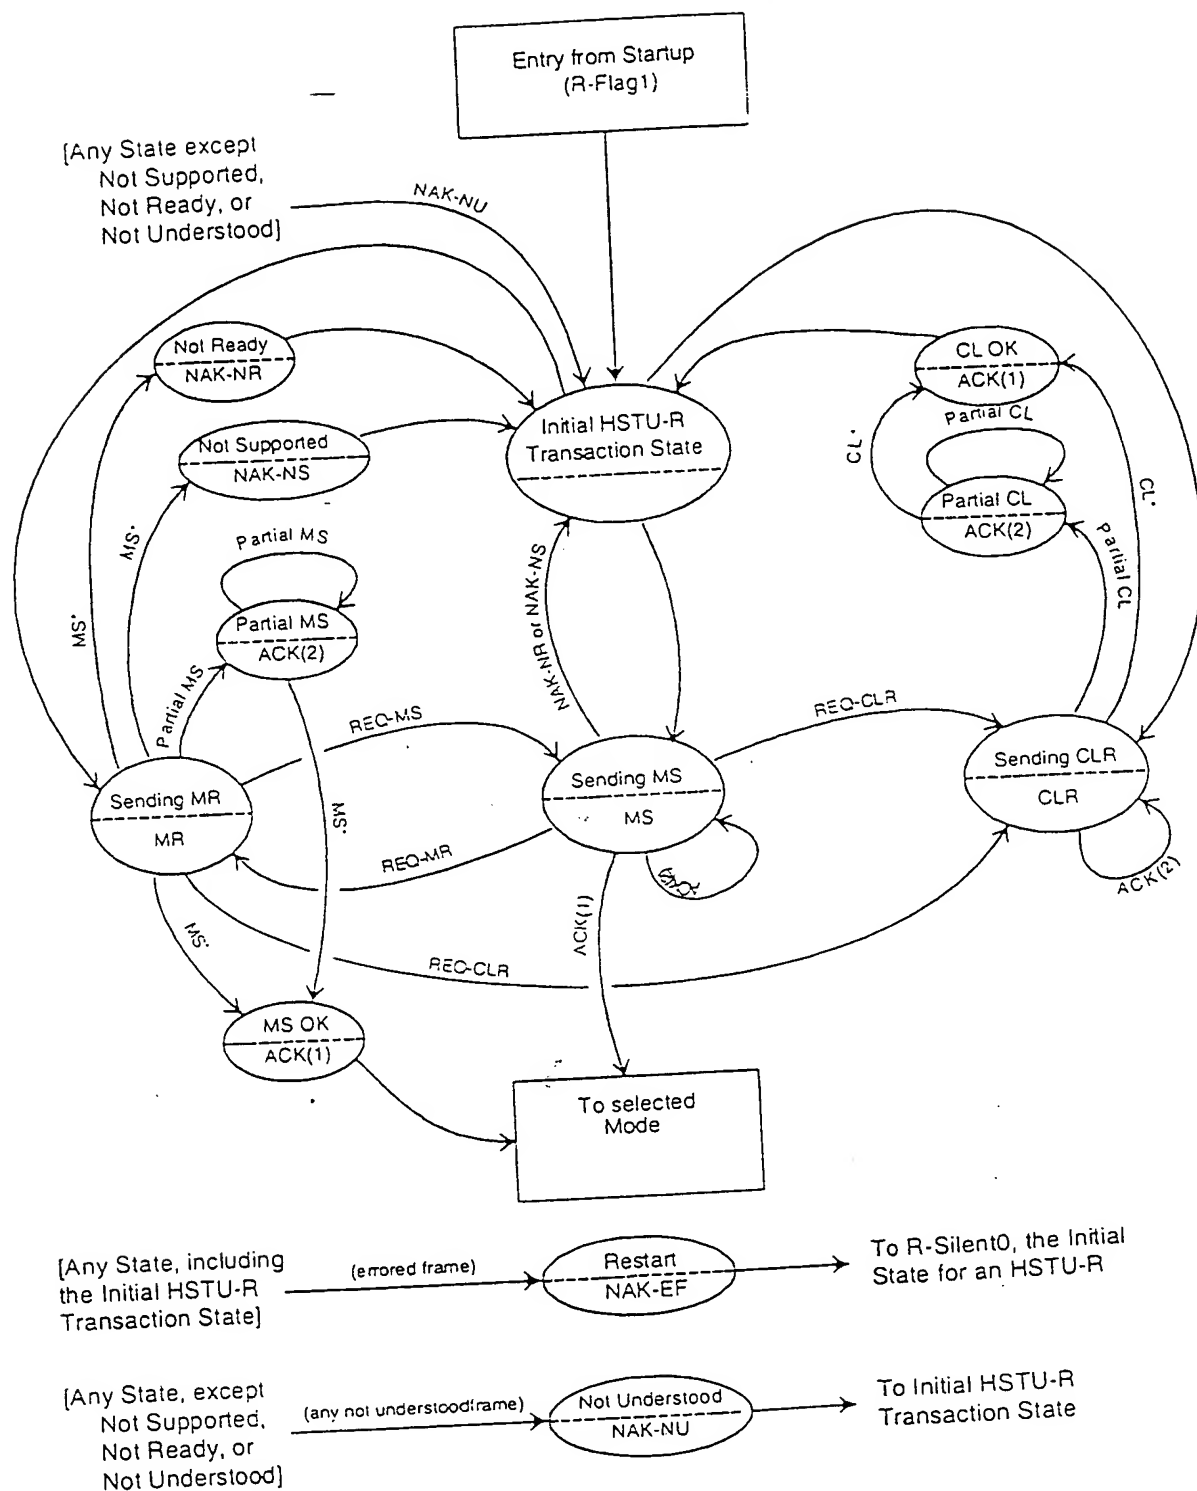 Entry from Startup
(R-Flag1)
[Any State except
Not Supported,
Not Ready, or
Not Understood]
NAK-NU
Not Ready
NAK-NR
CL OK
ACK(1)
Initial HSTU-R
Transaction State
Not Supported
NAK-NS
Partial CL
CL*
Partial CL
ACK(2)
CL*
Partial CL
MS*
MS*
Partial MS
Partial MS
ACK(2)
NAK-NR or NAK-NS
Partial MS
REQ-MS
REQ-CLR
Sending MR
MR
Sending MS
MS
Sending CLR
CLR
MS*
REQ-MR
ACK(2)
ACK(1)
MS*
REQ-CLR
MS OK
ACK(1)
To selected
Mode
[Any State, including
the Initial HSTU-R
Transaction State]
(errored frame)
Restart
NAK-EF
To R-Silent0, the Initial
State for an HSTU-R
[Any State, except
Not Supported,
Not Ready, or
Not Understood]
(any not understood frame)
Not Understood
NAK-NU
To Initial HSTU-R
Transaction State